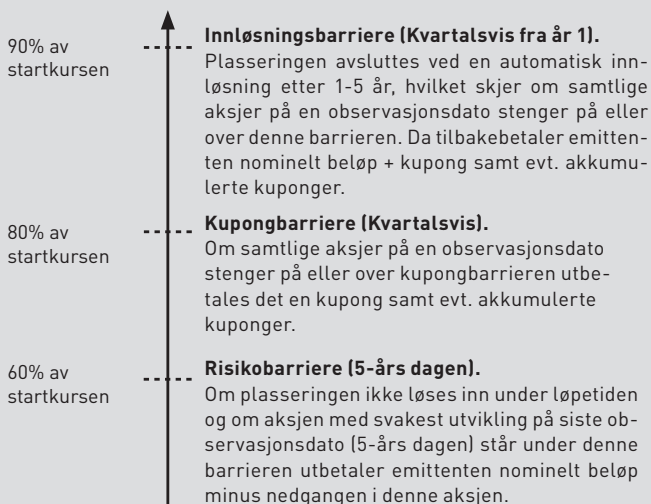 90% av
startkursen
Innløsningsbarriere (Kvartalsvis fra år 1).
Plasseringen avsluttes ved en automatisk inn-
løsning etter 1-5 år, hvilket skjer om samtlige
aksjer på en observasjonsdato stenger på eller
over denne barrieren. Da tilbakebetaler emitten-
ten nominelt beløp + kupong samt evt. akkumu-
lerte kuponger.
80% av
startkursen
Kupongbarriere (Kvartalsvis).
Om samtlige aksjer på en observasjonsdato
stenger på eller over kupongbarrieren utbe-
tales det en kupong samt evt. akkumulerte
kuponger.
60% av
startkursen
Risikobarriere (5-års dagen).
Om plasseringen ikke løses inn under løpetiden
og om aksjen med svakest utvikling på siste ob-
servasjonsdato (5-års dagen) står under denne
barrieren utbetaler emittenten nominelt beløp
minus nedgangen i denne aksjen.